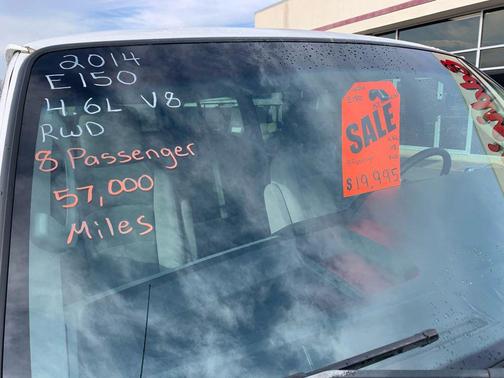 2014
E150
4.6L V8
RWD
8 Passenger
57,000
Miles
SALE
$19,995